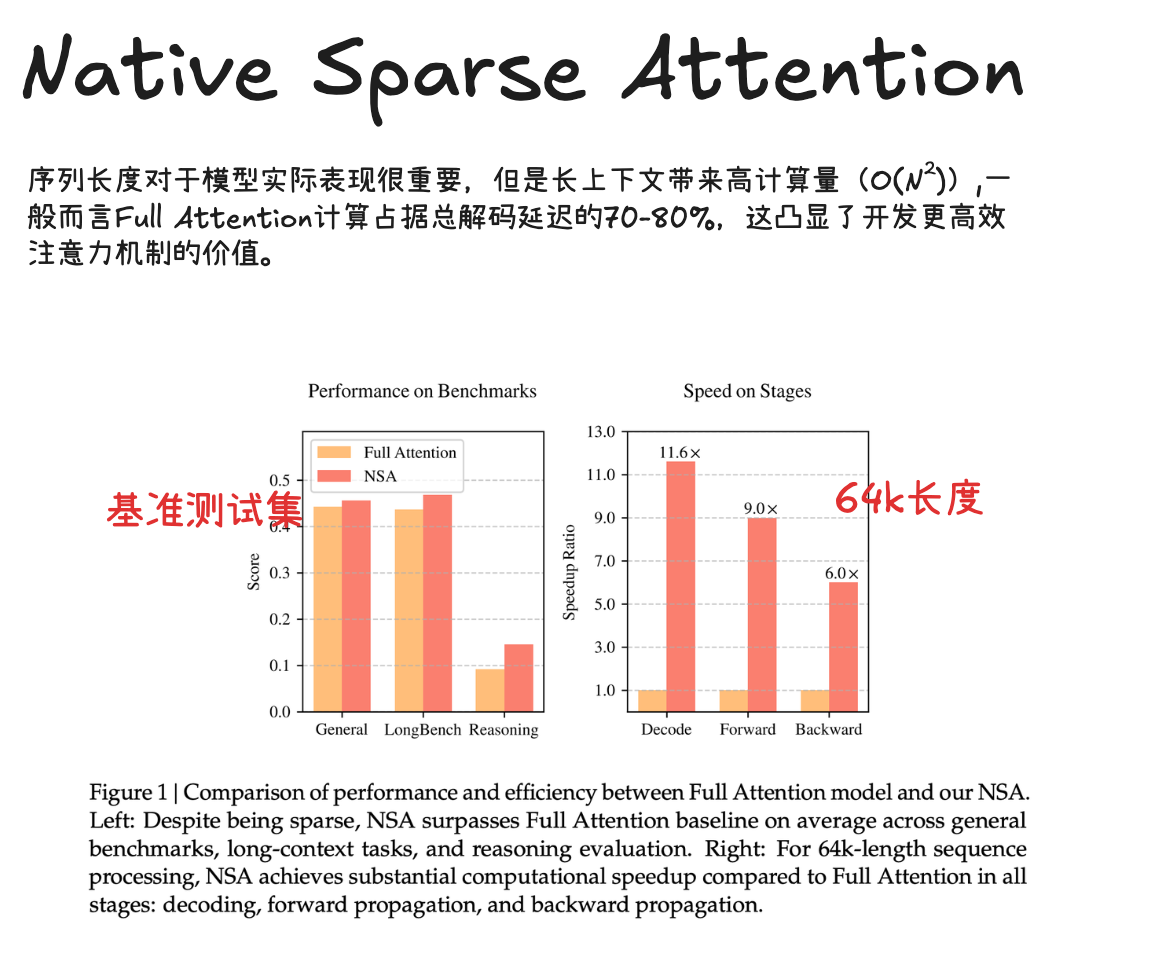 Native Sparse Attention
序列长度对于模型实际表现很重要，但是长上下文带来高计算量（O(N²)）,一
般而言Full Attention计算占据总解码延迟的70-80%，这凸显了开发更高效
注意力机制的价值。
Performance on Benchmarks
Full Attention
NSA
基准测试集
Score
0.5
0.4
0.3
0.2
0.1
0.0
General LongBench Reasoning
Speed on Stages
64k长度
Speedup Ratio
13.0
11.0
9.0
7.0
5.0
3.0
1.0
11.6×
9.0×
6.0×
Decode Forward Backward
Figure 1 | Comparison of performance and efficiency between Full Attention model and our NSA.
Left: Despite being sparse, NSA surpasses Full Attention baseline on average across general
benchmarks, long-context tasks, and reasoning evaluation. Right: For 64k-length sequence
processing, NSA achieves substantial computational speedup compared to Full Attention in all
stages: decoding, forward propagation, and backward propagation.